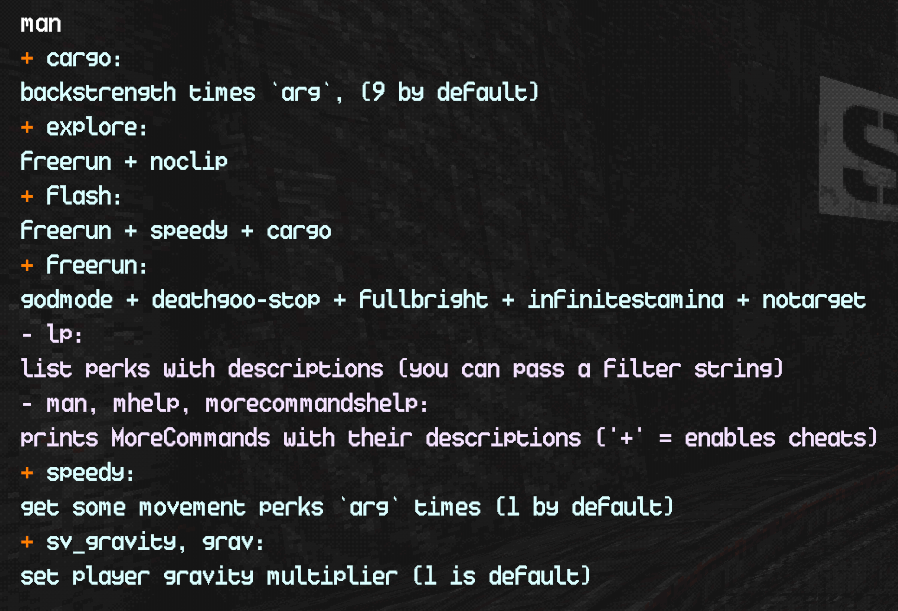 man
+ cargo:
backstrength times `arg`, (9 by default)
+ explore:
freerun + noclip
+ flash:
freerun + speedy + cargo
+ freerun:
godmode + deathgoo-stop + fullbright + infinitestamina + notarget
- lp:
list perks with descriptions (you can pass a filter string)
- man, mhelp, morecommandshelp:
prints MoreCommands with their descriptions ('+' = enables cheats)
+ speedy:
get some movement perks `arg` times (1 by default)
+ sv_gravity, grav:
set player gravity multiplier (1 is default)
S